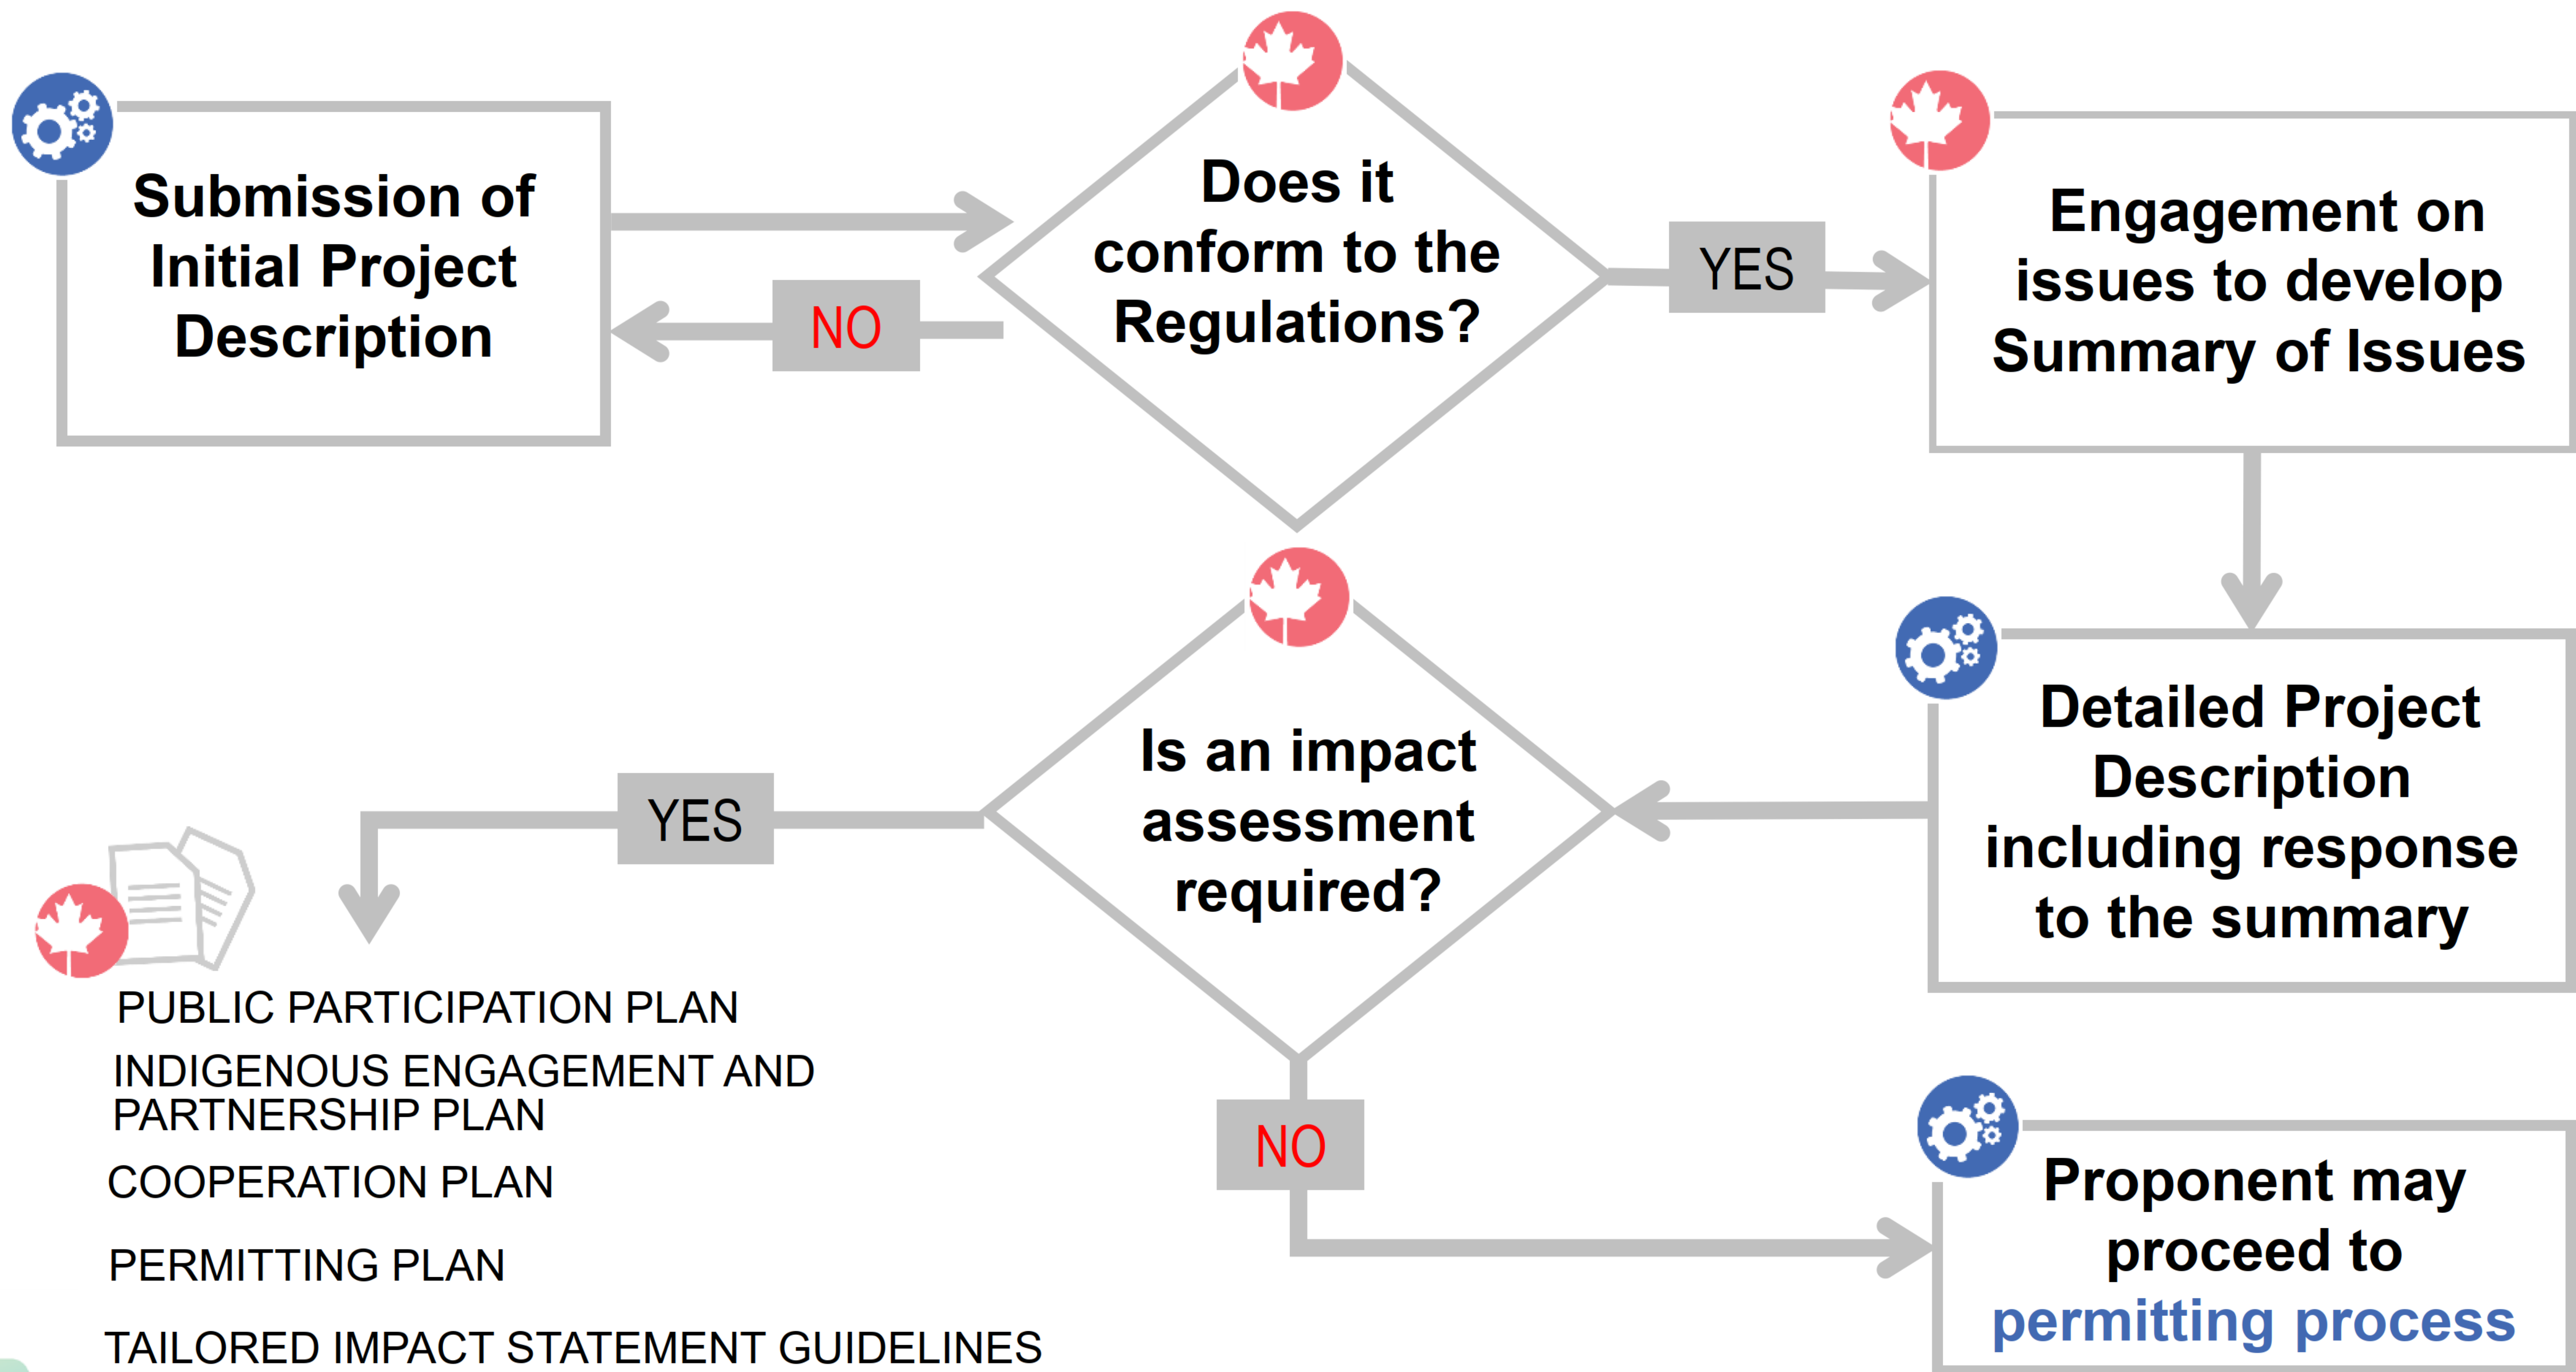 Submission of
Initial Project
Description
Does it
conform to the
Regulations?
NO
YES
Engagement on
issues to develop
Summary of Issues
Detailed Project
Description
including response
to the summary
Is an impact
assessment
required?
YES
PUBLIC PARTICIPATION PLAN
INDIGENOUS ENGAGEMENT AND
PARTNERSHIP PLAN
COOPERATION PLAN
PERMITTING PLAN
TAILORED IMPACT STATEMENT GUIDELINES
NO
Proponent may
proceed to
permitting process